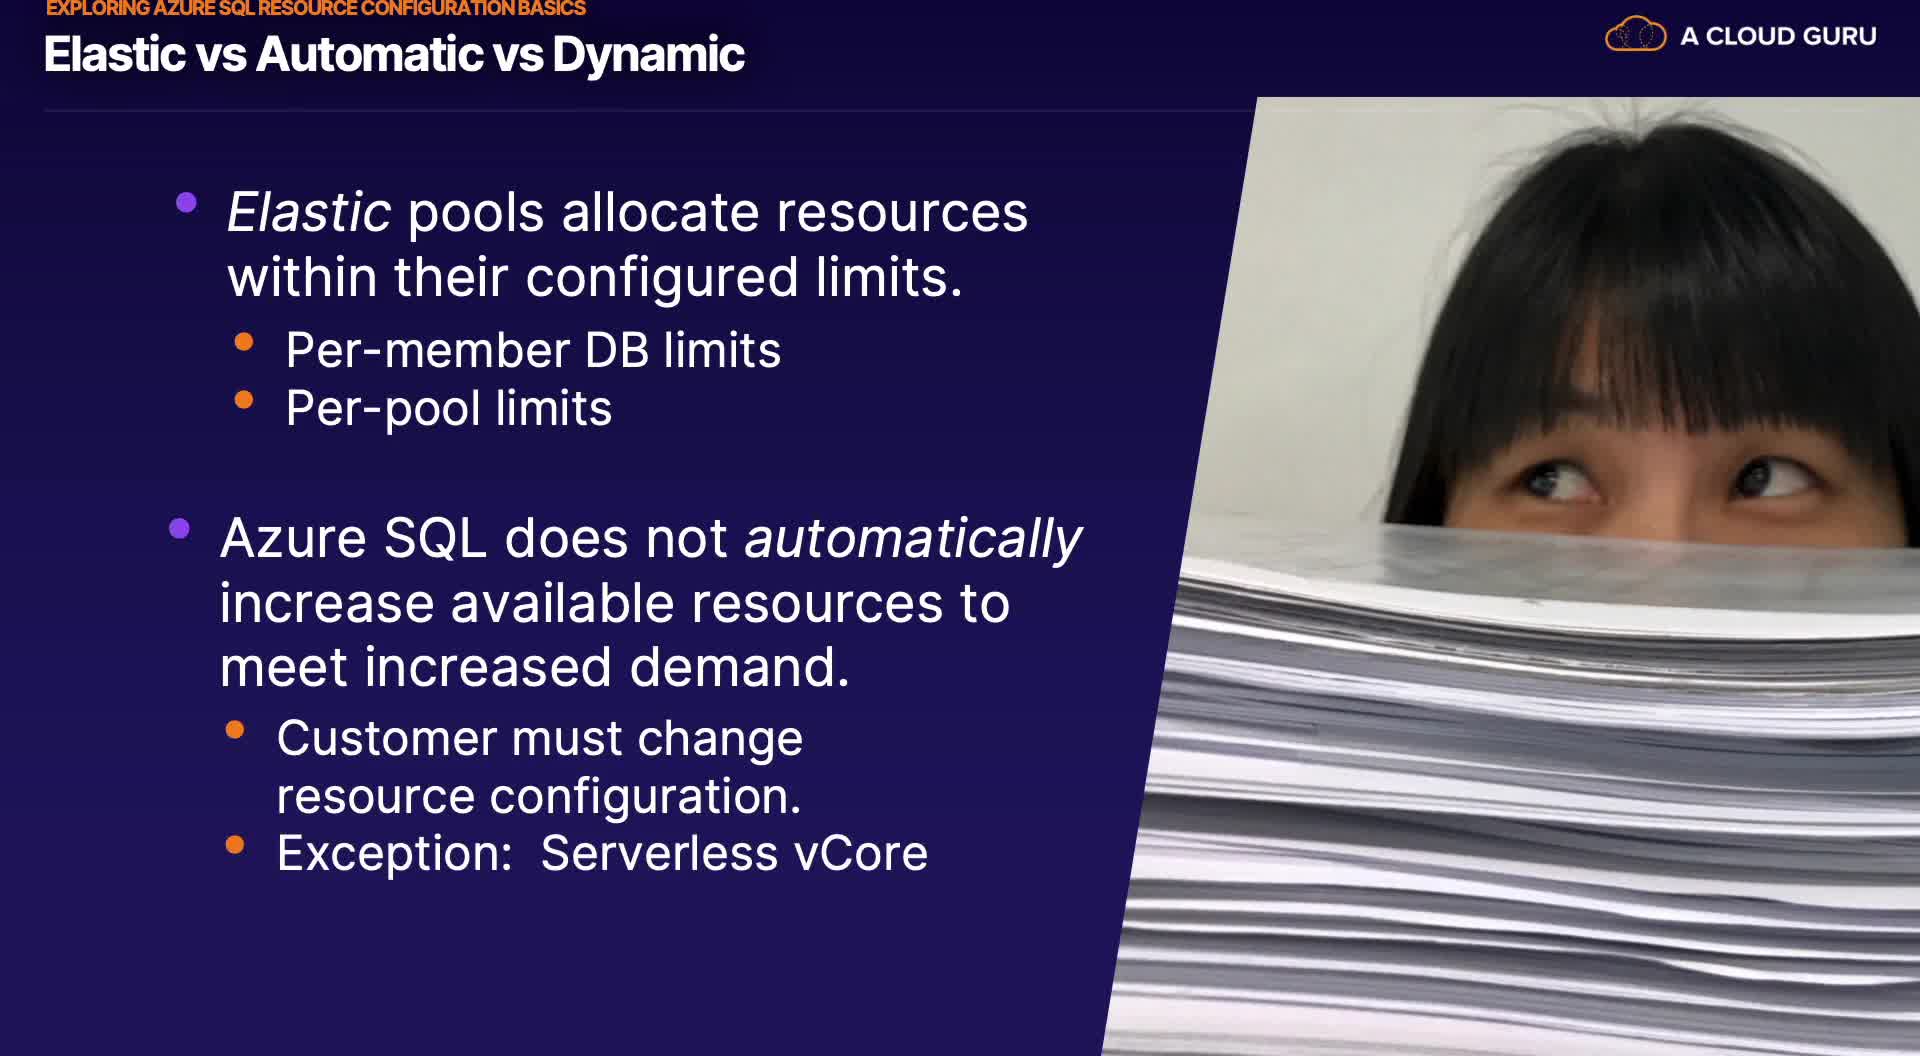 EXPLORING AZURE SQL RESOURCE CONFIGURATION BASICS
Elastic vs Automatic vs Dynamic
A CLOUD GURU
Elastic pools allocate resources
within their configured limits.
Per-member DB limits
Per-pool limits
Azure SQL does not automatically
increase available resources to
meet increased demand.
Customer must change
resource configuration.
Exception: Serverless vCore